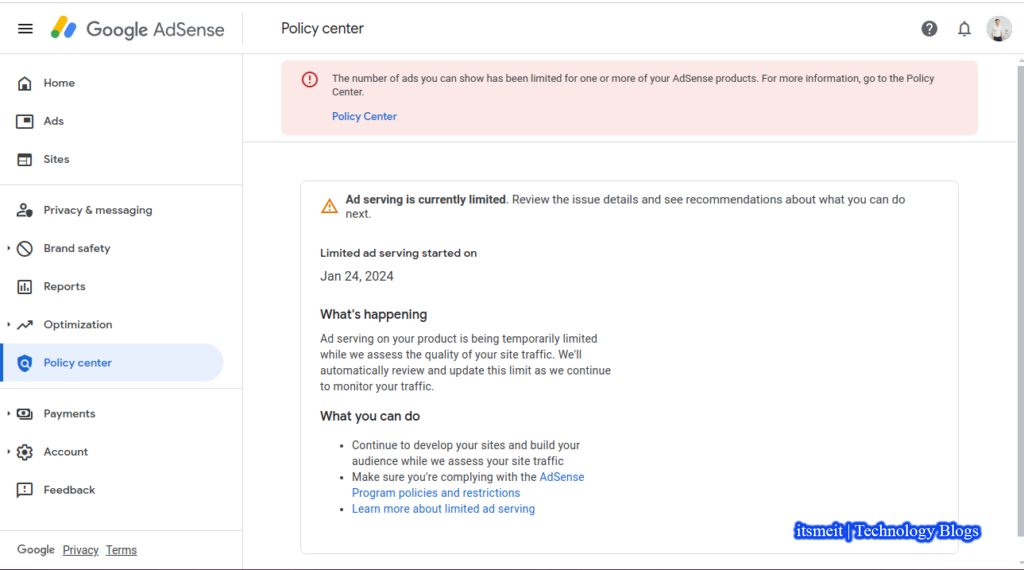 Google AdSense
Policy center
Home
Ads
Sites
Privacy & messaging
Brand safety
Reports
Optimization
Policy center
Payments
Account
Feedback
Google Privacy Terms
The number of ads you can show has been limited for one or more of your AdSense products. For more information, go to the Policy
Center.
Policy Center
Ad serving is currently limited. Review the issue details and see recommendations about what you can do
next.
Limited ad serving started on
Jan 24, 2024
What's happening
Ad serving on your product is being temporarily limited
while we assess the quality of your site traffic. We'll
automatically review and update this limit as we continue
to monitor your traffic.
What you can do
• Continue to develop your sites and build your
audience while we assess your site traffic
• Make sure you're complying with the AdSense
Program policies and restrictions
• Learn more about limited ad serving
itsmeit | Technology Blogs